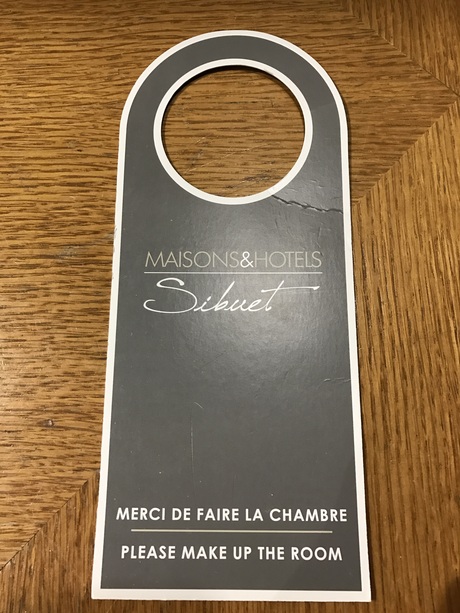 MAISONS&HOTELS
Sibuet
MERCI DE FAIRE LA CHAMBRE
PLEASE MAKE UP THE ROOM